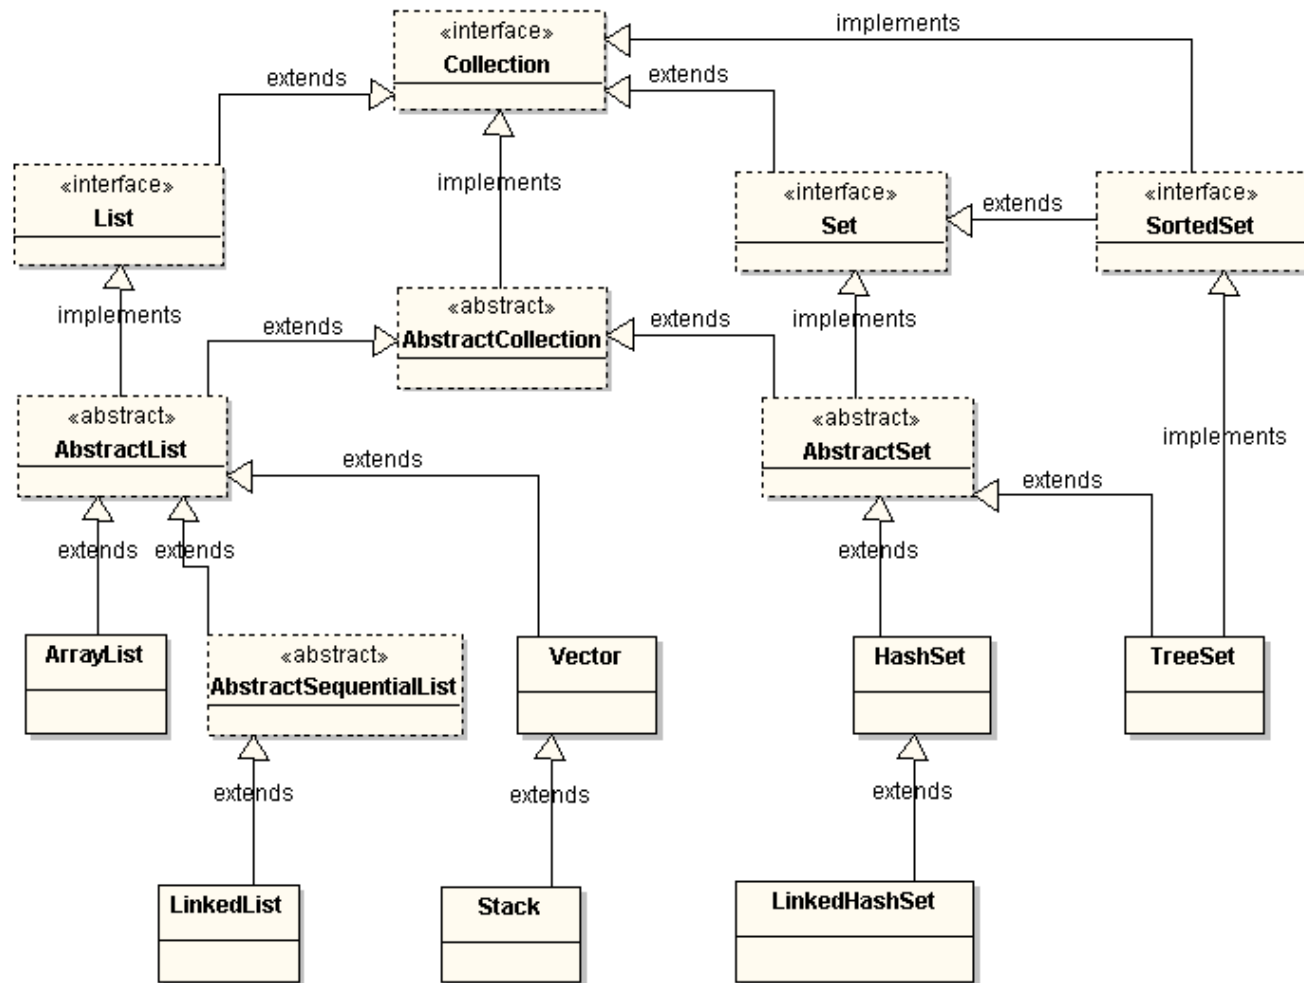 implements
«interface»
Collection
extends
extends
«interface»
List
implements
«interface»
Set
extends
«interface»
SortedSet
implements
extends
«abstract»
AbstractCollection
extends
implements
«abstract»
AbstractList
extends
«abstract»
AbstractSet
implements
extends
extends
extends
extends
ArrayList
«abstract»
AbstractSequentialList
Vector
HashSet
TreeSet
extends
extends
extends
LinkedList
Stack
LinkedHashSet